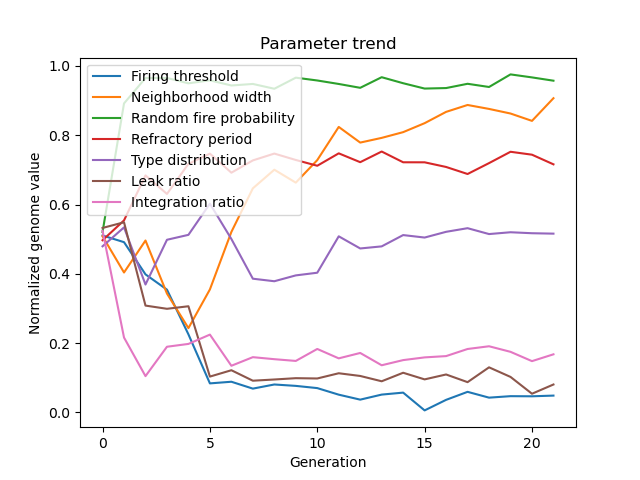 Parameter trend
Firing threshold
Neighborhood width
Random fire probability
Refractory period
Type distribution
Leak ratio
Integration ratio
Normalized genome value
1.0
0.8
0.6
0.4
0.2
0.0
0 5 10 15 20
Generation